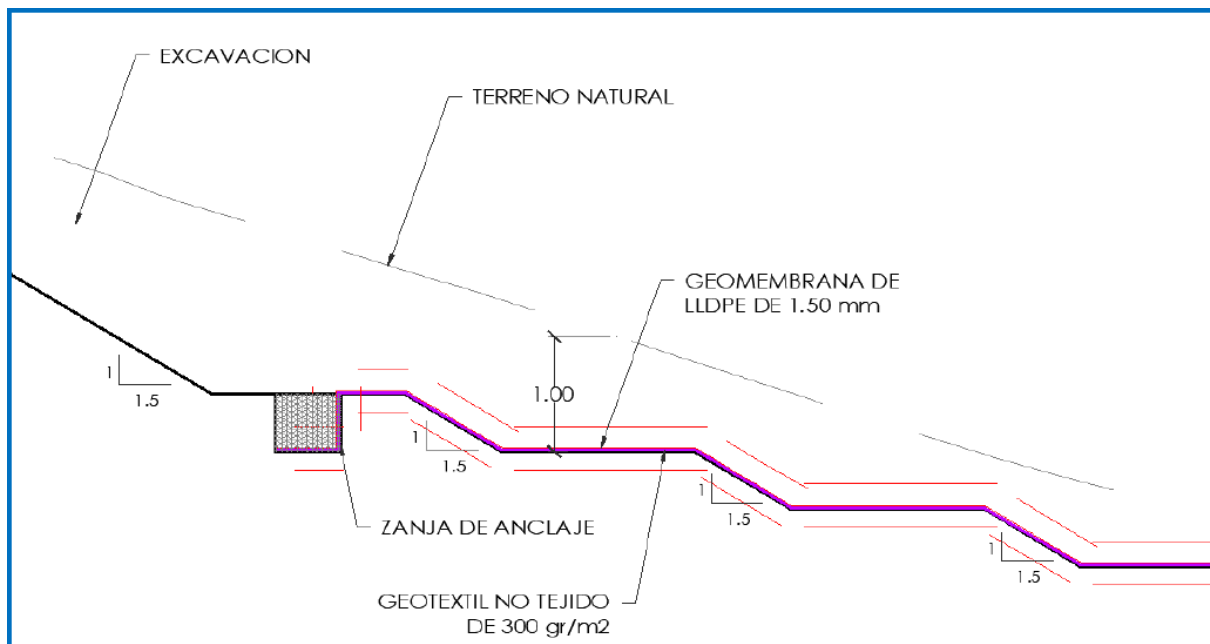 EXCAVACION
TERRENO NATURAL
GEOMEMBRANA DE
LLDPE DE 1.50 mm
1
1.5
1.00
1
1.5
1
1.5
ZANJA DE ANCLAJE
1
1.5
GEOTEXTIL NO TEJIDO
DE 300 gr/m2